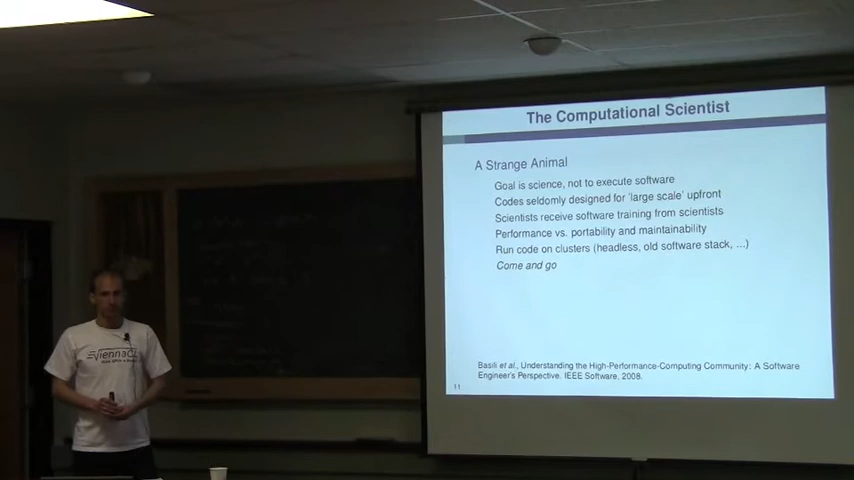 The Computational Scientist
A Strange Animal
Goal is science, not to execute software
Codes seldomly designed for 'large scale' upfront
Scientists receive software training from scientists
Performance vs. portability and maintainability
Run code on clusters (headless, old software stack, ...)
Come and go
Basili et al., Understanding the High-Performance-Computing Community: A Software
Engineer's Perspective. IEEE Software, 2008.
11
ViennaCL